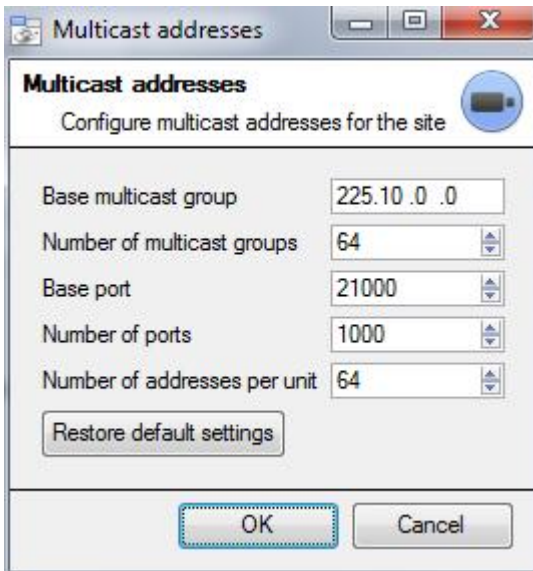 Multicast addresses
Multicast addresses
Configure multicast addresses for the site
Base multicast group 225.10 .0 .0
Number of multicast groups 64
Base port 21000
Number of ports 1000
Number of addresses per unit 64
Restore default settings
OK Cancel